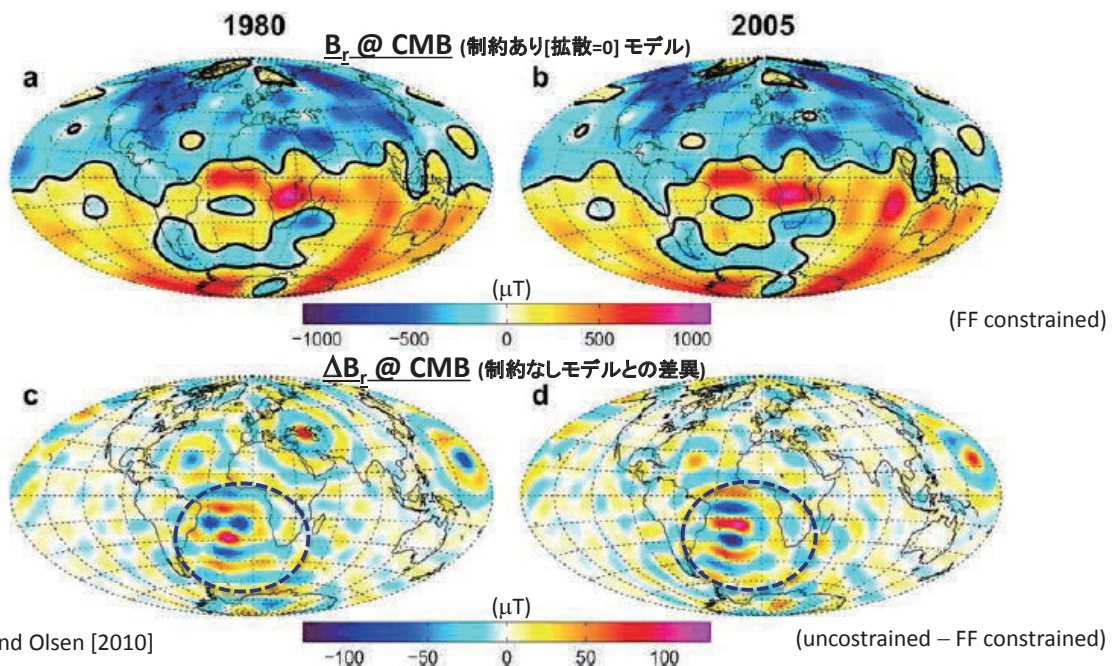 1980
2005
Br @ CMB (制約あり[拡散=0] モデル)
a
b
(μT)
−1000 −500 0 500 1000
(FF constrained)
ΔBr @ CMB (制約なしモデルとの差異)
c
d
(μT)
−100 −50 0 50 100
nd Olsen [2010]
(uncostrained – FF constrained)